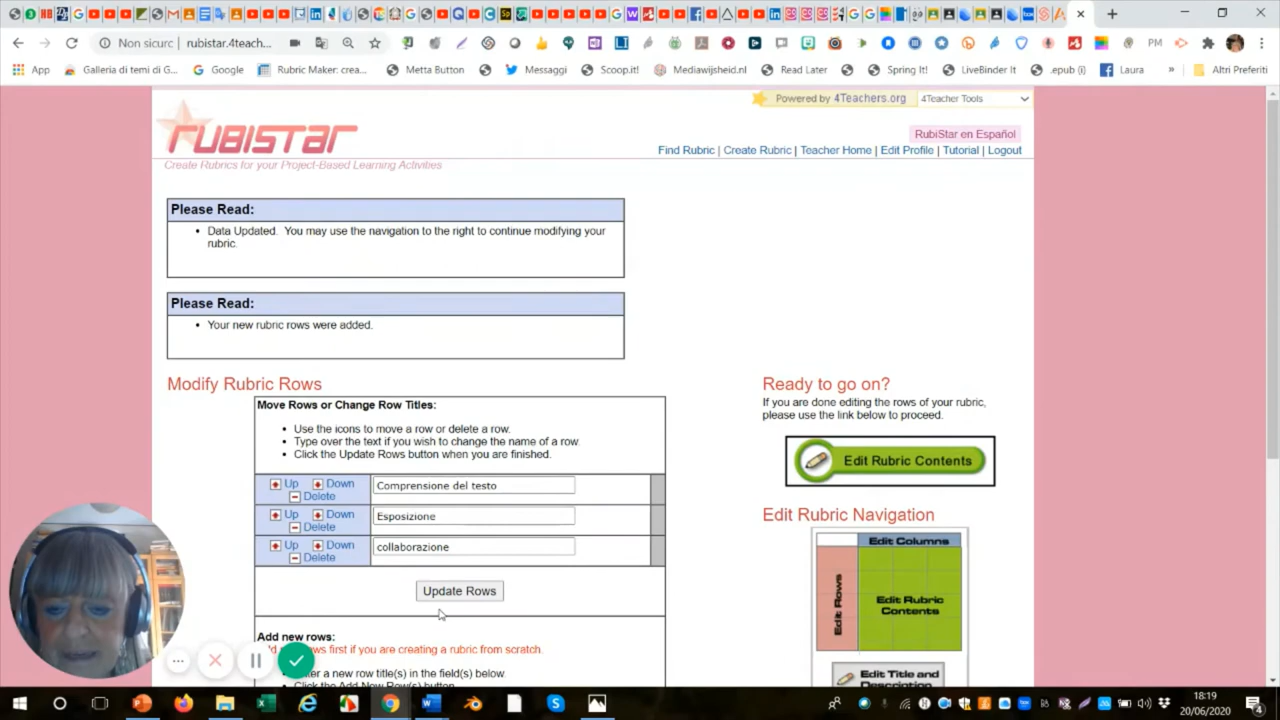 Non sicuro
rubistar.4teach...
App
Galleria di temi di G...
Google
Rubric Maker: crea...
Metta Button
Messaggi
Scoop.it!
Mediawijsheid.nl
Read Later
Spring It!
LiveBinder It
.epub (i)
Laura
»
Altri Preferiti
Powered by 4Teachers.org
4Teacher Tools
RUBISTAR
Create Rubrics for your Project-Based Learning Activities
RubiStar en Español
Find Rubric | Create Rubric | Teacher Home | Edit Profile | Tutorial | Logout
Please Read:
• Data Updated. You may use the navigation to the right to continue modifying your
rubric.
Please Read:
• Your new rubric rows were added.
Modify Rubric Rows
Move Rows or Change Row Titles:
• Use the icons to move a row or delete a row.
• Type over the text if you wish to change the name of a row.
• Click the Update Rows button when you are finished.
Up Down
Delete
Comprensione del testo
Up Down
Delete
Esposizione
Up Down
Delete
collaborazione
Update Rows
Add new rows:
rows first if you are creating a rubric from scratch.
a new row title(s) in the field(s) below.
Click the Add New Row(s) button.
Ready to go on?
If you are done editing the rows of your rubric,
please use the link below to proceed.
Edit Rubric Contents
Edit Rubric Navigation
Edit Columns
Edit Rows
Edit Rubric
Contents
Edit Title and
Description
18:19
20/06/2020